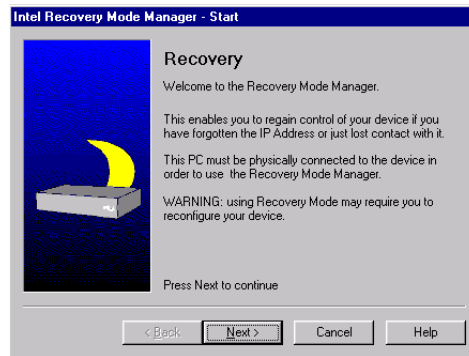 Intel Recovery Mode Manager - Start
Recovery
Welcome to the Recovery Mode Manager.
This enables you to regain control of your device if you
have forgotten the IP Address or just lost contact with it.
This PC must be physically connected to the device in
order to use the Recovery Mode Manager.
WARNING: using Recovery Mode may require you to
reconfigure your device.
Press Next to continue
< Back
Next >
Cancel
Help